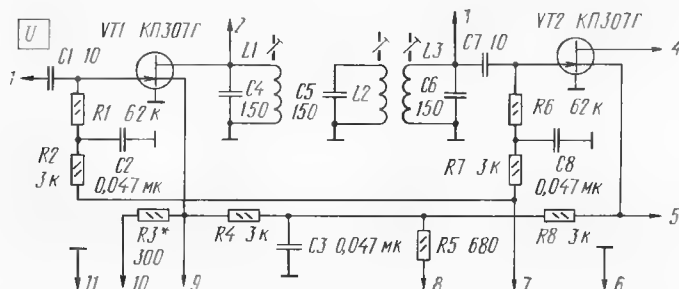 U
VT1 КП307Г
2
L1
L3
1
C7 10
VT2 КП307Г
C1 10
1
4
C4
150
C5
150
L2
C6
150
R1
62 к
R6
62 к
R2
3 к
C2
0,047 мк
R7 3 к
C8
0,047 мк
R3*
300
R4 3 к
C3 0,047 мк
R5 680
R8 3 к
5
11
10
9
8
7
6